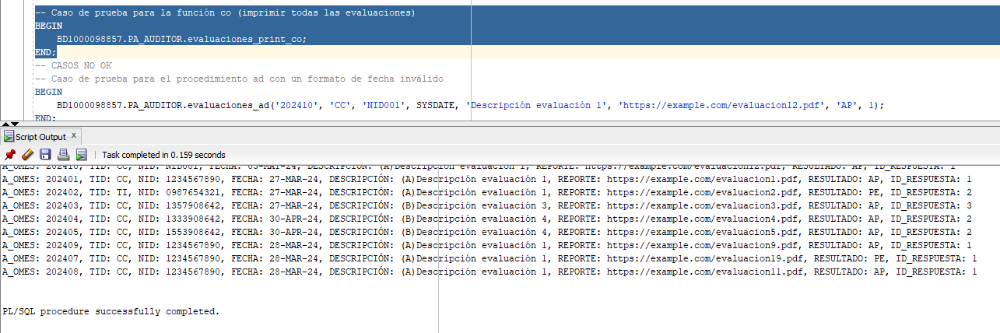 -- Caso de prueba para la función co (imprimir todas las evaluaciones)
BEGIN
BD1000098857.PA_AUDITOR.evaluaciones_print_co;
END;
-- CASOS NO OK
-- Caso de prueba para el procedimiento ad con un formato de fecha inválido
BEGIN
BD1000098857.PA_AUDITOR.evaluaciones_ad('202410', 'CC', 'NID001', SYSDATE, 'Descripción evaluación 1', 'https://example.com/evaluacion12.pdf', 'AP', 1);
END;
Script Output x
Task completed in 0.159 seconds
A_OMES: 202410, TID: CC, NID: NID001, FECHA: 03-MAY-24, DESCRIPCIÓN: (A)Descripción evaluación 1, REPORTE: https://example.com/evaluacion12.pdf, RESULTADO: AP, ID_RESPUESTA: 1
A_OMES: 202401, TID: CC, NID: 1234567890, FECHA: 27-MAR-24, DESCRIPCIÓN: (A)Descripción evaluación 1, REPORTE: https://example.com/evaluacion1.pdf, RESULTADO: AP, ID_RESPUESTA: 1
A_OMES: 202402, TID: TI, NID: 0987654321, FECHA: 27-MAR-24, DESCRIPCIÓN: (A)Descripción evaluación 1, REPORTE: https://example.com/evaluacion2.pdf, RESULTADO: PE, ID_RESPUESTA: 2
A_OMES: 202403, TID: CC, NID: 1357908642, FECHA: 27-MAR-24, DESCRIPCIÓN: (B)Descripción evaluación 3, REPORTE: https://example.com/evaluacion3.pdf, RESULTADO: AP, ID_RESPUESTA: 3
A_OMES: 202404, TID: CC, NID: 1333908642, FECHA: 30-APR-24, DESCRIPCIÓN: (B)Descripción evaluación 4, REPORTE: https://example.com/evaluacion4.pdf, RESULTADO: AP, ID_RESPUESTA: 2
A_OMES: 202405, TID: CC, NID: 1553908642, FECHA: 30-APR-24, DESCRIPCIÓN: (B)Descripción evaluación 4, REPORTE: https://example.com/evaluacion5.pdf, RESULTADO: AP, ID_RESPUESTA: 2
A_OMES: 202409, TID: CC, NID: 1234567890, FECHA: 28-MAR-24, DESCRIPCIÓN: (A)Descripción evaluación 1, REPORTE: https://example.com/evaluacion9.pdf, RESULTADO: AP, ID_RESPUESTA: 1
A_OMES: 202407, TID: CC, NID: 1234567890, FECHA: 28-MAR-24, DESCRIPCIÓN: (A)Descripción evaluación 1, REPORTE: https://example.com/evaluacion19.pdf, RESULTADO: PE, ID_RESPUESTA: 1
A_OMES: 202408, TID: CC, NID: 1234567890, FECHA: 28-MAR-24, DESCRIPCIÓN: (A)Descripción evaluación 1, REPORTE: https://example.com/evaluacion11.pdf, RESULTADO: AP, ID_RESPUESTA: 1
PL/SQL procedure successfully completed.